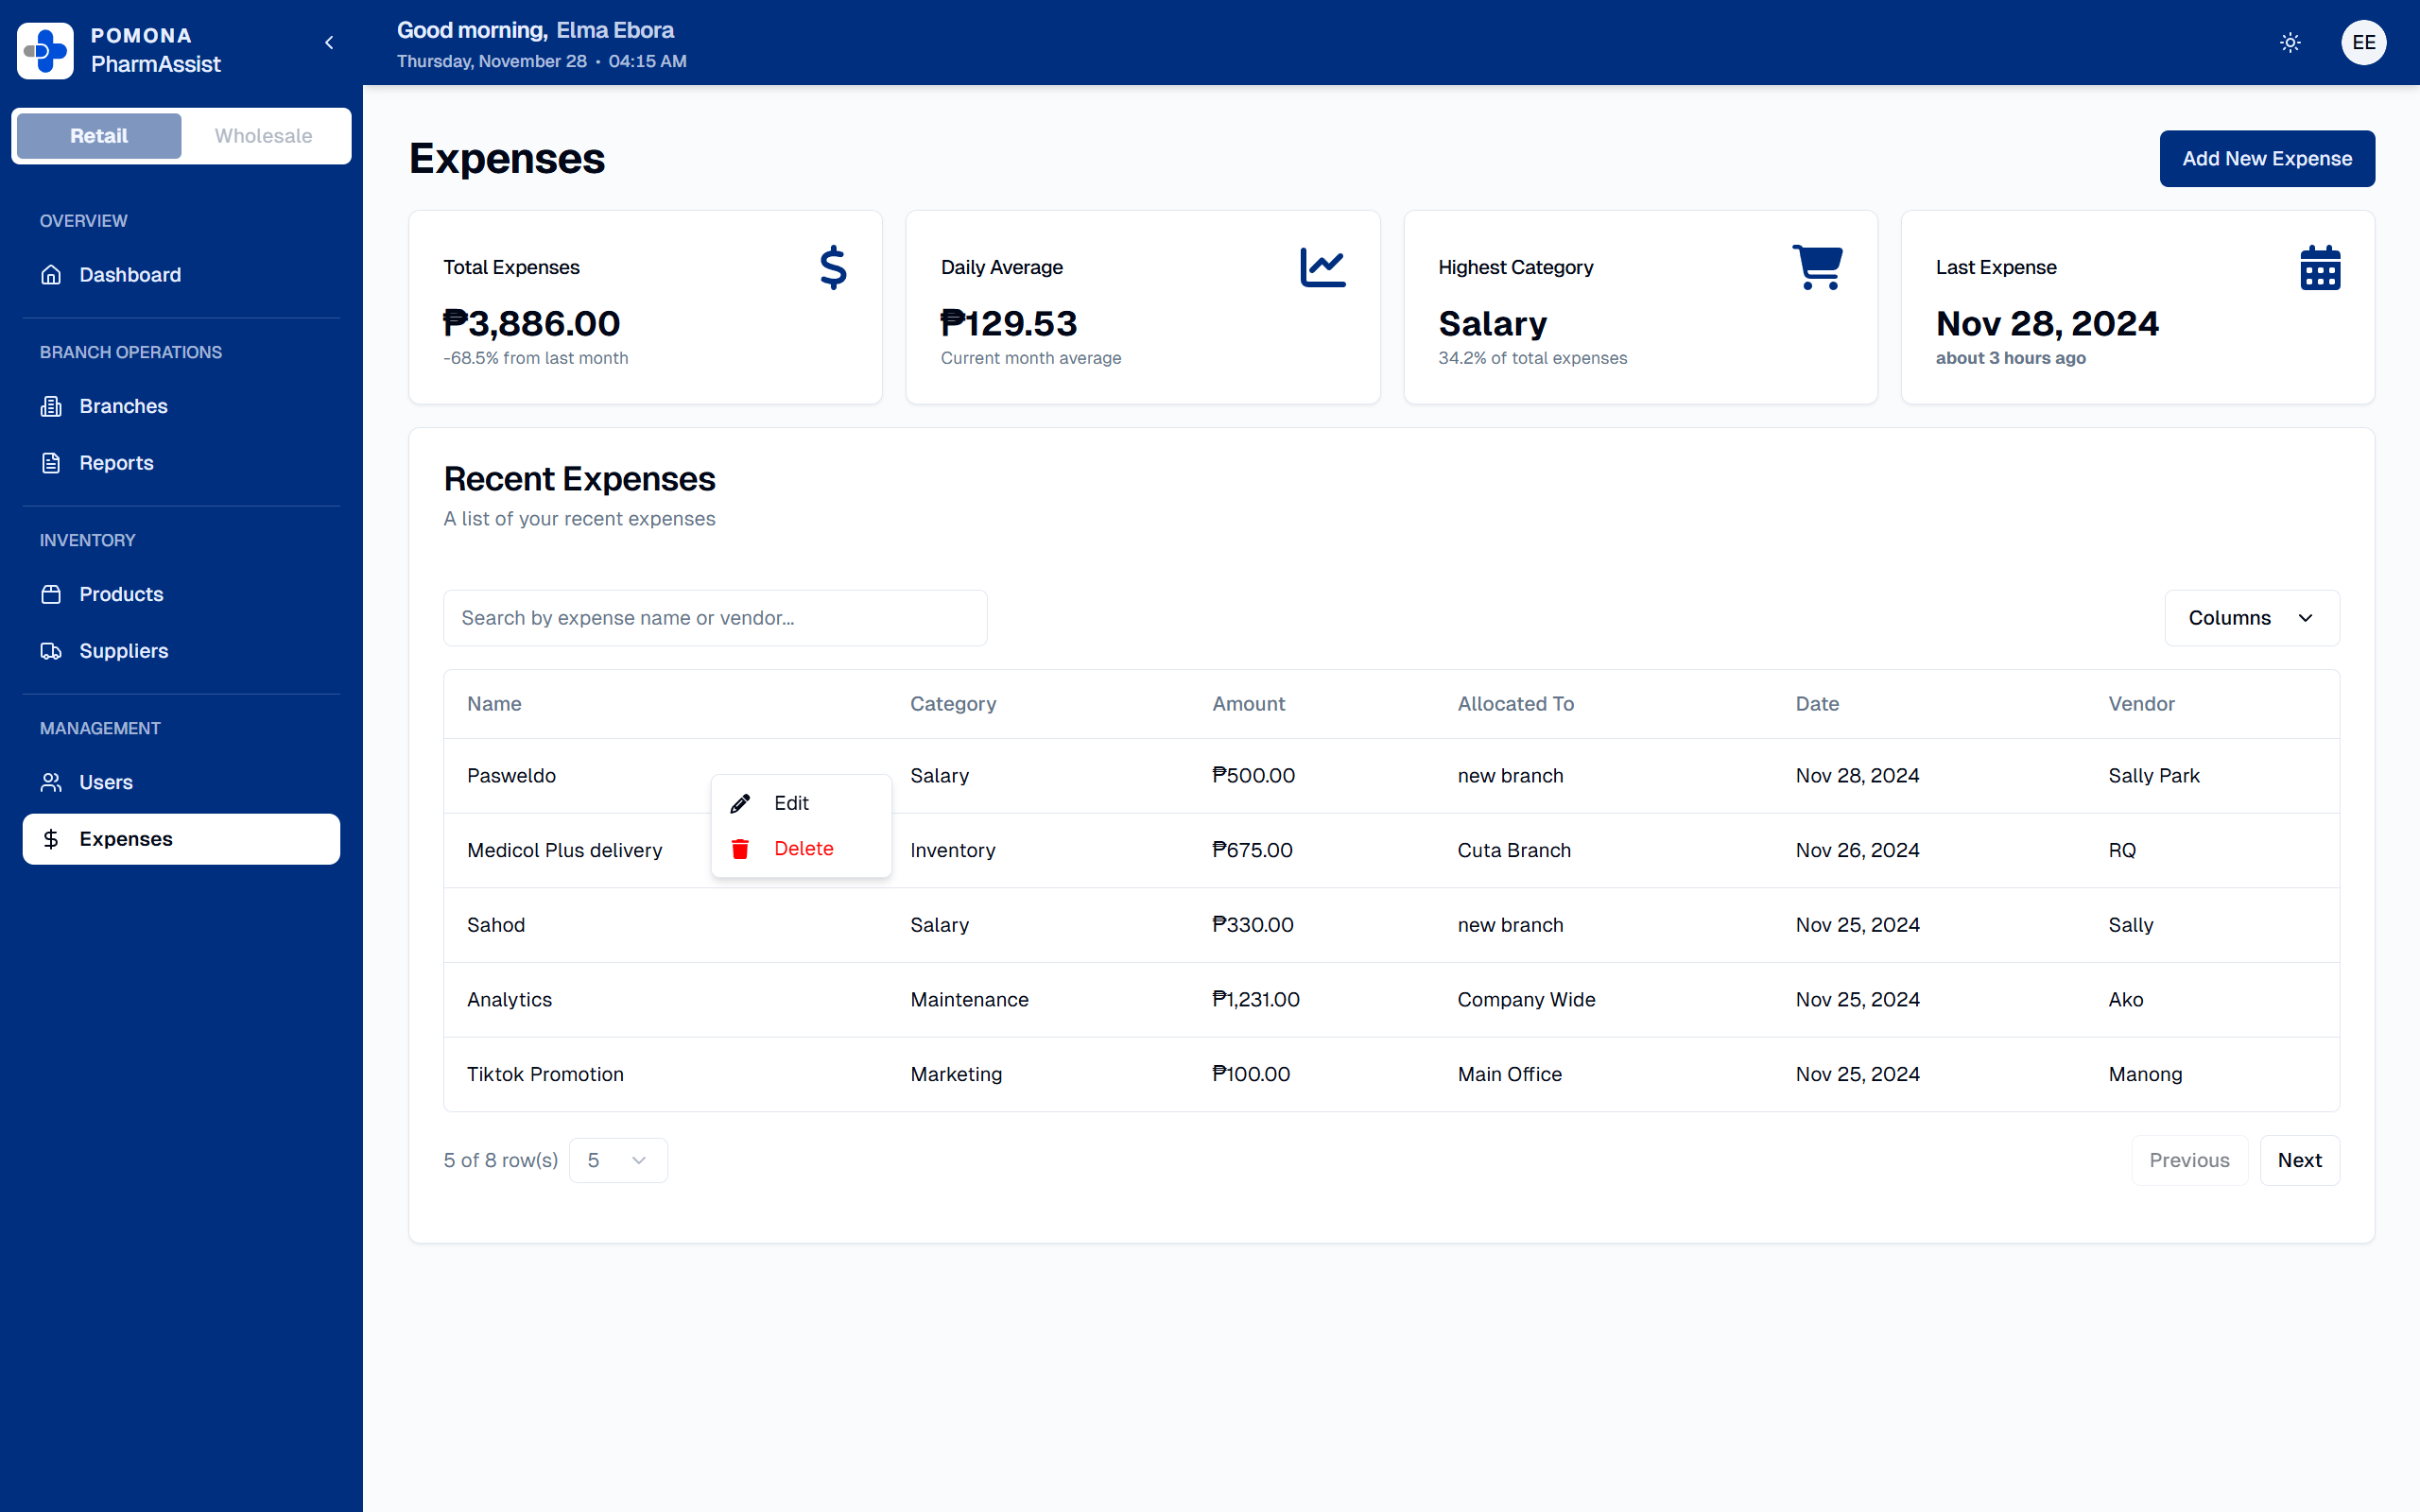 POMONA
PharmAssist
Retail
Wholesale
OVERVIEW
Dashboard
BRANCH OPERATIONS
Branches
Reports
INVENTORY
Products
Suppliers
MANAGEMENT
Users
Expenses
Good morning, Elma Ebora
Thursday, November 28 • 04:15 AM
EE
Expenses
Add New Expense
Total Expenses
₱3,886.00
-68.5% from last month
Daily Average
₱129.53
Current month average
Highest Category
Salary
34.2% of total expenses
Last Expense
Nov 28, 2024
about 3 hours ago
Recent Expenses
A list of your recent expenses
Search by expense name or vendor...
Columns
Name Category Amount Allocated To Date Vendor
Pasweldo Salary ₱500.00 new branch Nov 28, 2024 Sally Park
Edit
Delete
Medicol Plus delivery Inventory ₱675.00 Cuta Branch Nov 26, 2024 RQ
Sahod Salary ₱330.00 new branch Nov 25, 2024 Sally
Analytics Maintenance ₱1,231.00 Company Wide Nov 25, 2024 Ako
Tiktok Promotion Marketing ₱100.00 Main Office Nov 25, 2024 Manong
5 of 8 row(s) 5
Previous Next